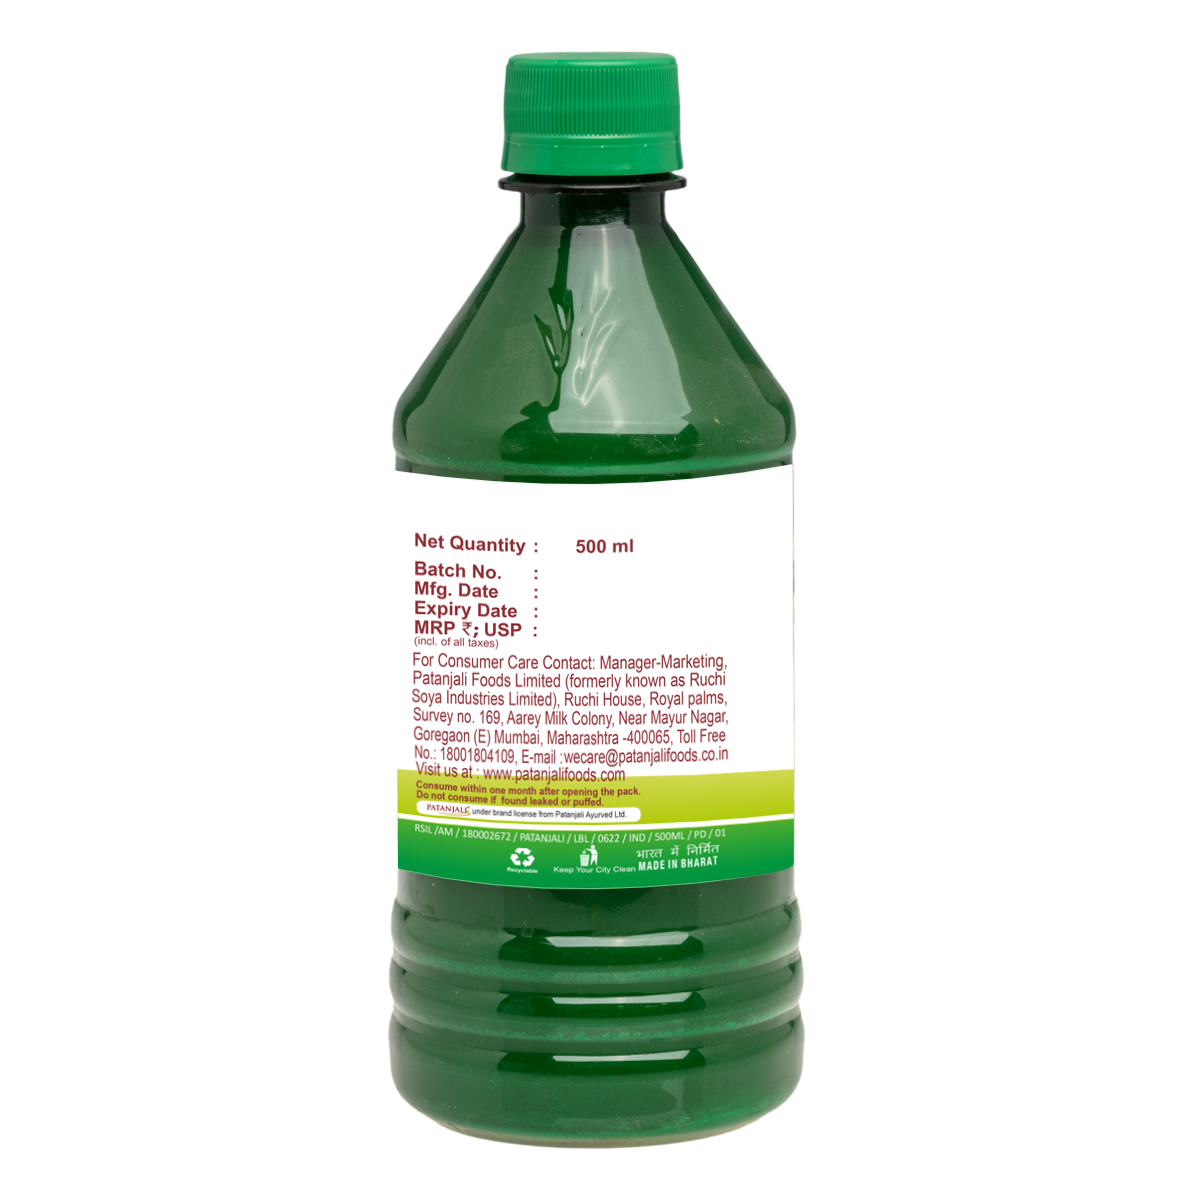 Net Quantity : 500 ml
Batch No. :
Mfg. Date :
Expiry Date :
MRP ₹; USP :
(incl. of all taxes)
For Consumer Care Contact: Manager-Marketing,
Patanjali Foods Limited (formerly known as Ruchi
Soya Industries Limited), Ruchi House, Royal palms,
Survey no. 169, Aarey Milk Colony, Near Mayur Nagar,
Goregaon (E) Mumbai, Maharashtra -400065, Toll Free
No.: 18001804109, E-mail :wecare@patanjalifoods.co.in
Visit us at : www.patanjalifoods.com
Consume within one month after opening the pack.
Do not consume if found leaked or puffed.
PATANJALI® under brand license from Patanjali Ayurved Ltd.
RSIL /AM / 180002672 / PATANJALI / LBL / 0622 / IND / 500ML / PD / 01
भारत में निर्मित
Recyclable Keep Your City Clean MADE IN BHARAT